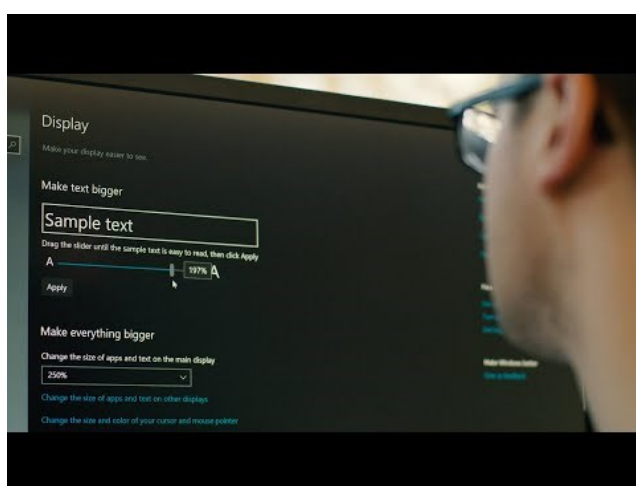 Display
Make your display easier to see.
Make text bigger
Sample text
Drag the slider until the sample text is easy to read, then click Apply
A 197% A
Apply
Make everything bigger
Change the size of apps and text on the main display
250%
Change the size of apps and text on other displays
Change the size and color of your cursor and mouse pointer
Make Windows better